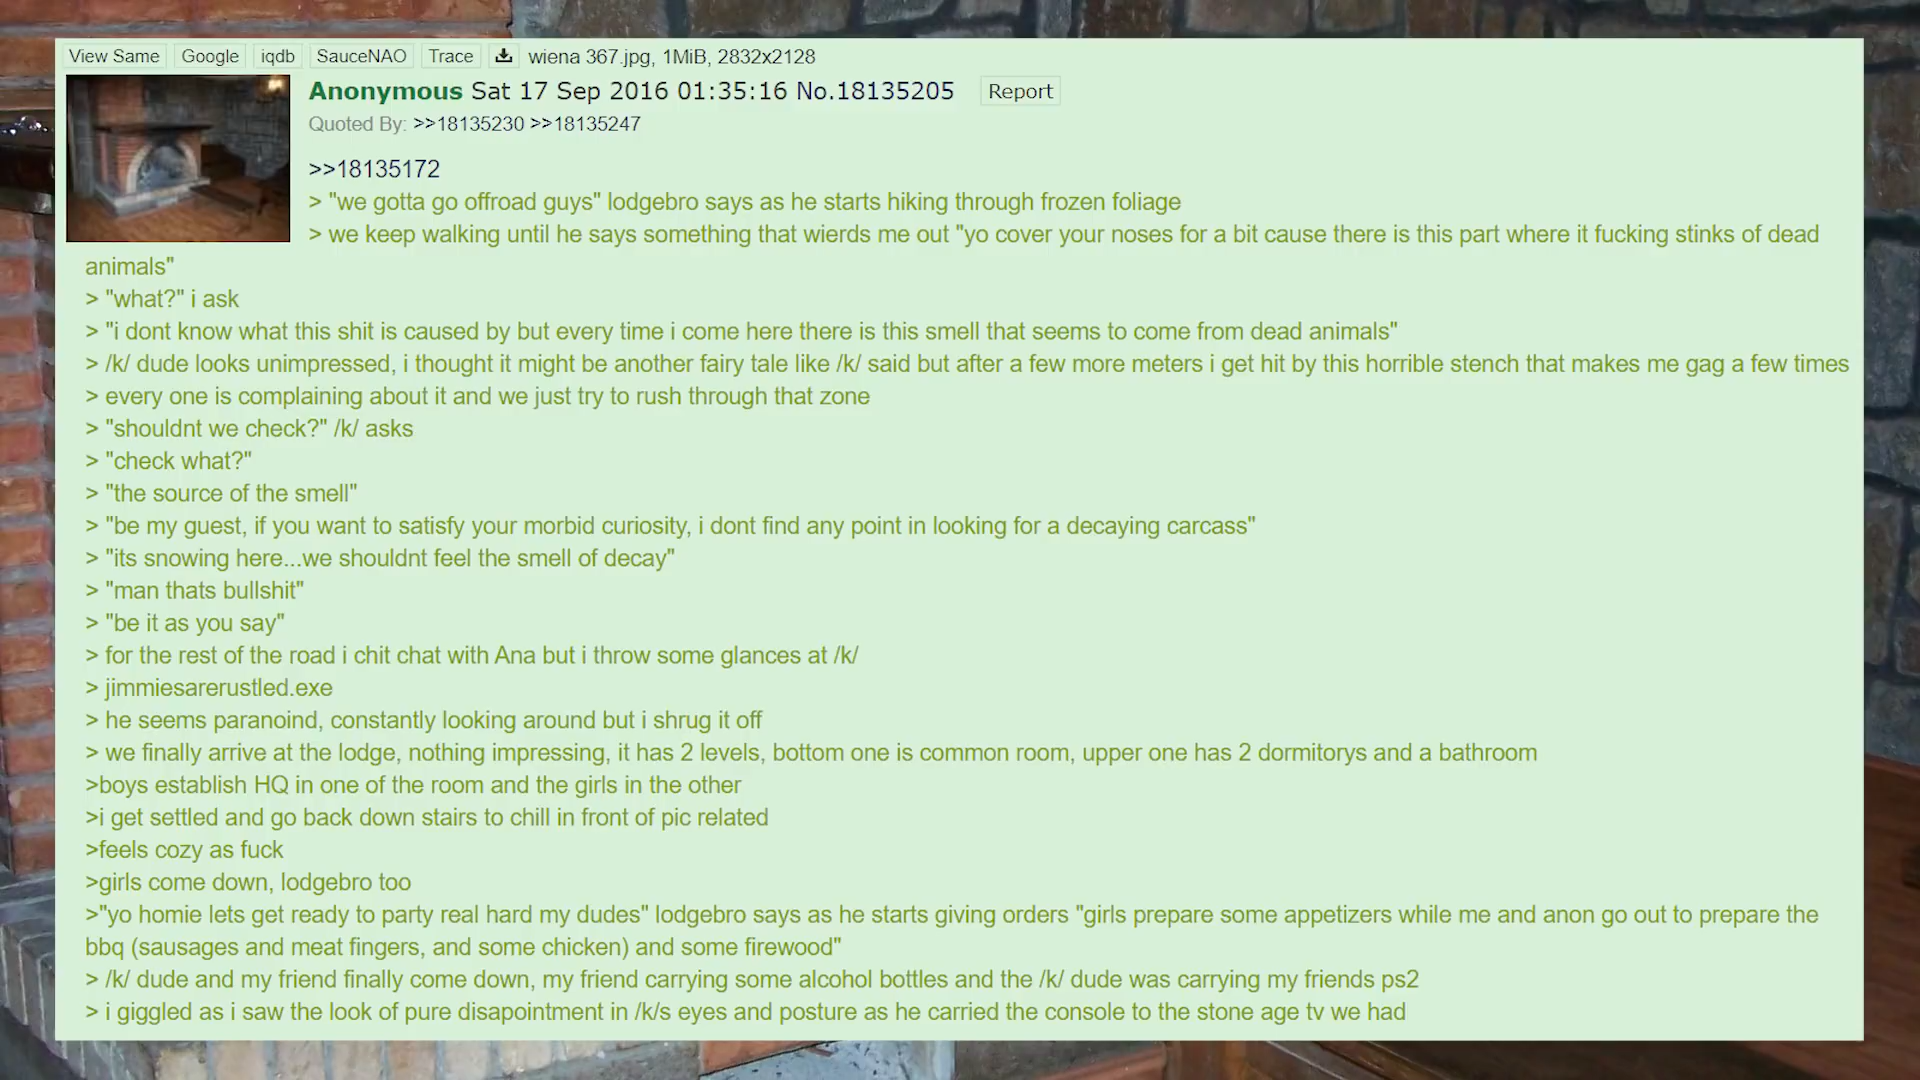 View Same Google iqdb SauceNAO Trace wiena 367.jpg, 1MiB, 2832x2128
Anonymous Sat 17 Sep 2016 01:35:16 No.18135205 Report
Quoted By: >>18135230 >>18135247
>>18135172
> "we gotta go offroad guys" lodgebro says as he starts hiking through frozen foliage
> we keep walking until he says something that wierds me out "yo cover your noses for a bit cause there is this part where it fucking stinks of dead
animals"
> "what?" i ask
> "i dont know what this shit is caused by but every time i come here there is this smell that seems to come from dead animals"
> /k/ dude looks unimpressed, i thought it might be another fairy tale like /k/ said but after a few more meters i get hit by this horrible stench that makes me gag a few times
> every one is complaining about it and we just try to rush through that zone
> "shouldnt we check?" /k/ asks
> "check what?"
> "the source of the smell"
> "be my guest, if you want to satisfy your morbid curiosity, i dont find any point in looking for a decaying carcass"
> "its snowing here...we shouldnt feel the smell of decay"
> "man thats bullshit"
> "be it as you say"
> for the rest of the road i chit chat with Ana but i throw some glances at /k/
> jimmiesarerustled.exe
> he seems paranoind, constantly looking around but i shrug it off
> we finally arrive at the lodge, nothing impressing, it has 2 levels, bottom one is common room, upper one has 2 dormitorys and a bathroom
>boys establish HQ in one of the room and the girls in the other
>i get settled and go back down stairs to chill in front of pic related
>feels cozy as fuck
>girls come down, lodgebro too
>"yo homie lets get ready to party real hard my dudes" lodgebro says as he starts giving orders "girls prepare some appetizers while me and anon go out to prepare the
bbq (sausages and meat fingers, and some chicken) and some firewood"
> /k/ dude and my friend finally come down, my friend carrying some alcohol bottles and the /k/ dude was carrying my friends ps2
> i giggled as i saw the look of pure disapointment in /k/s eyes and posture as he carried the console to the stone age tv we had